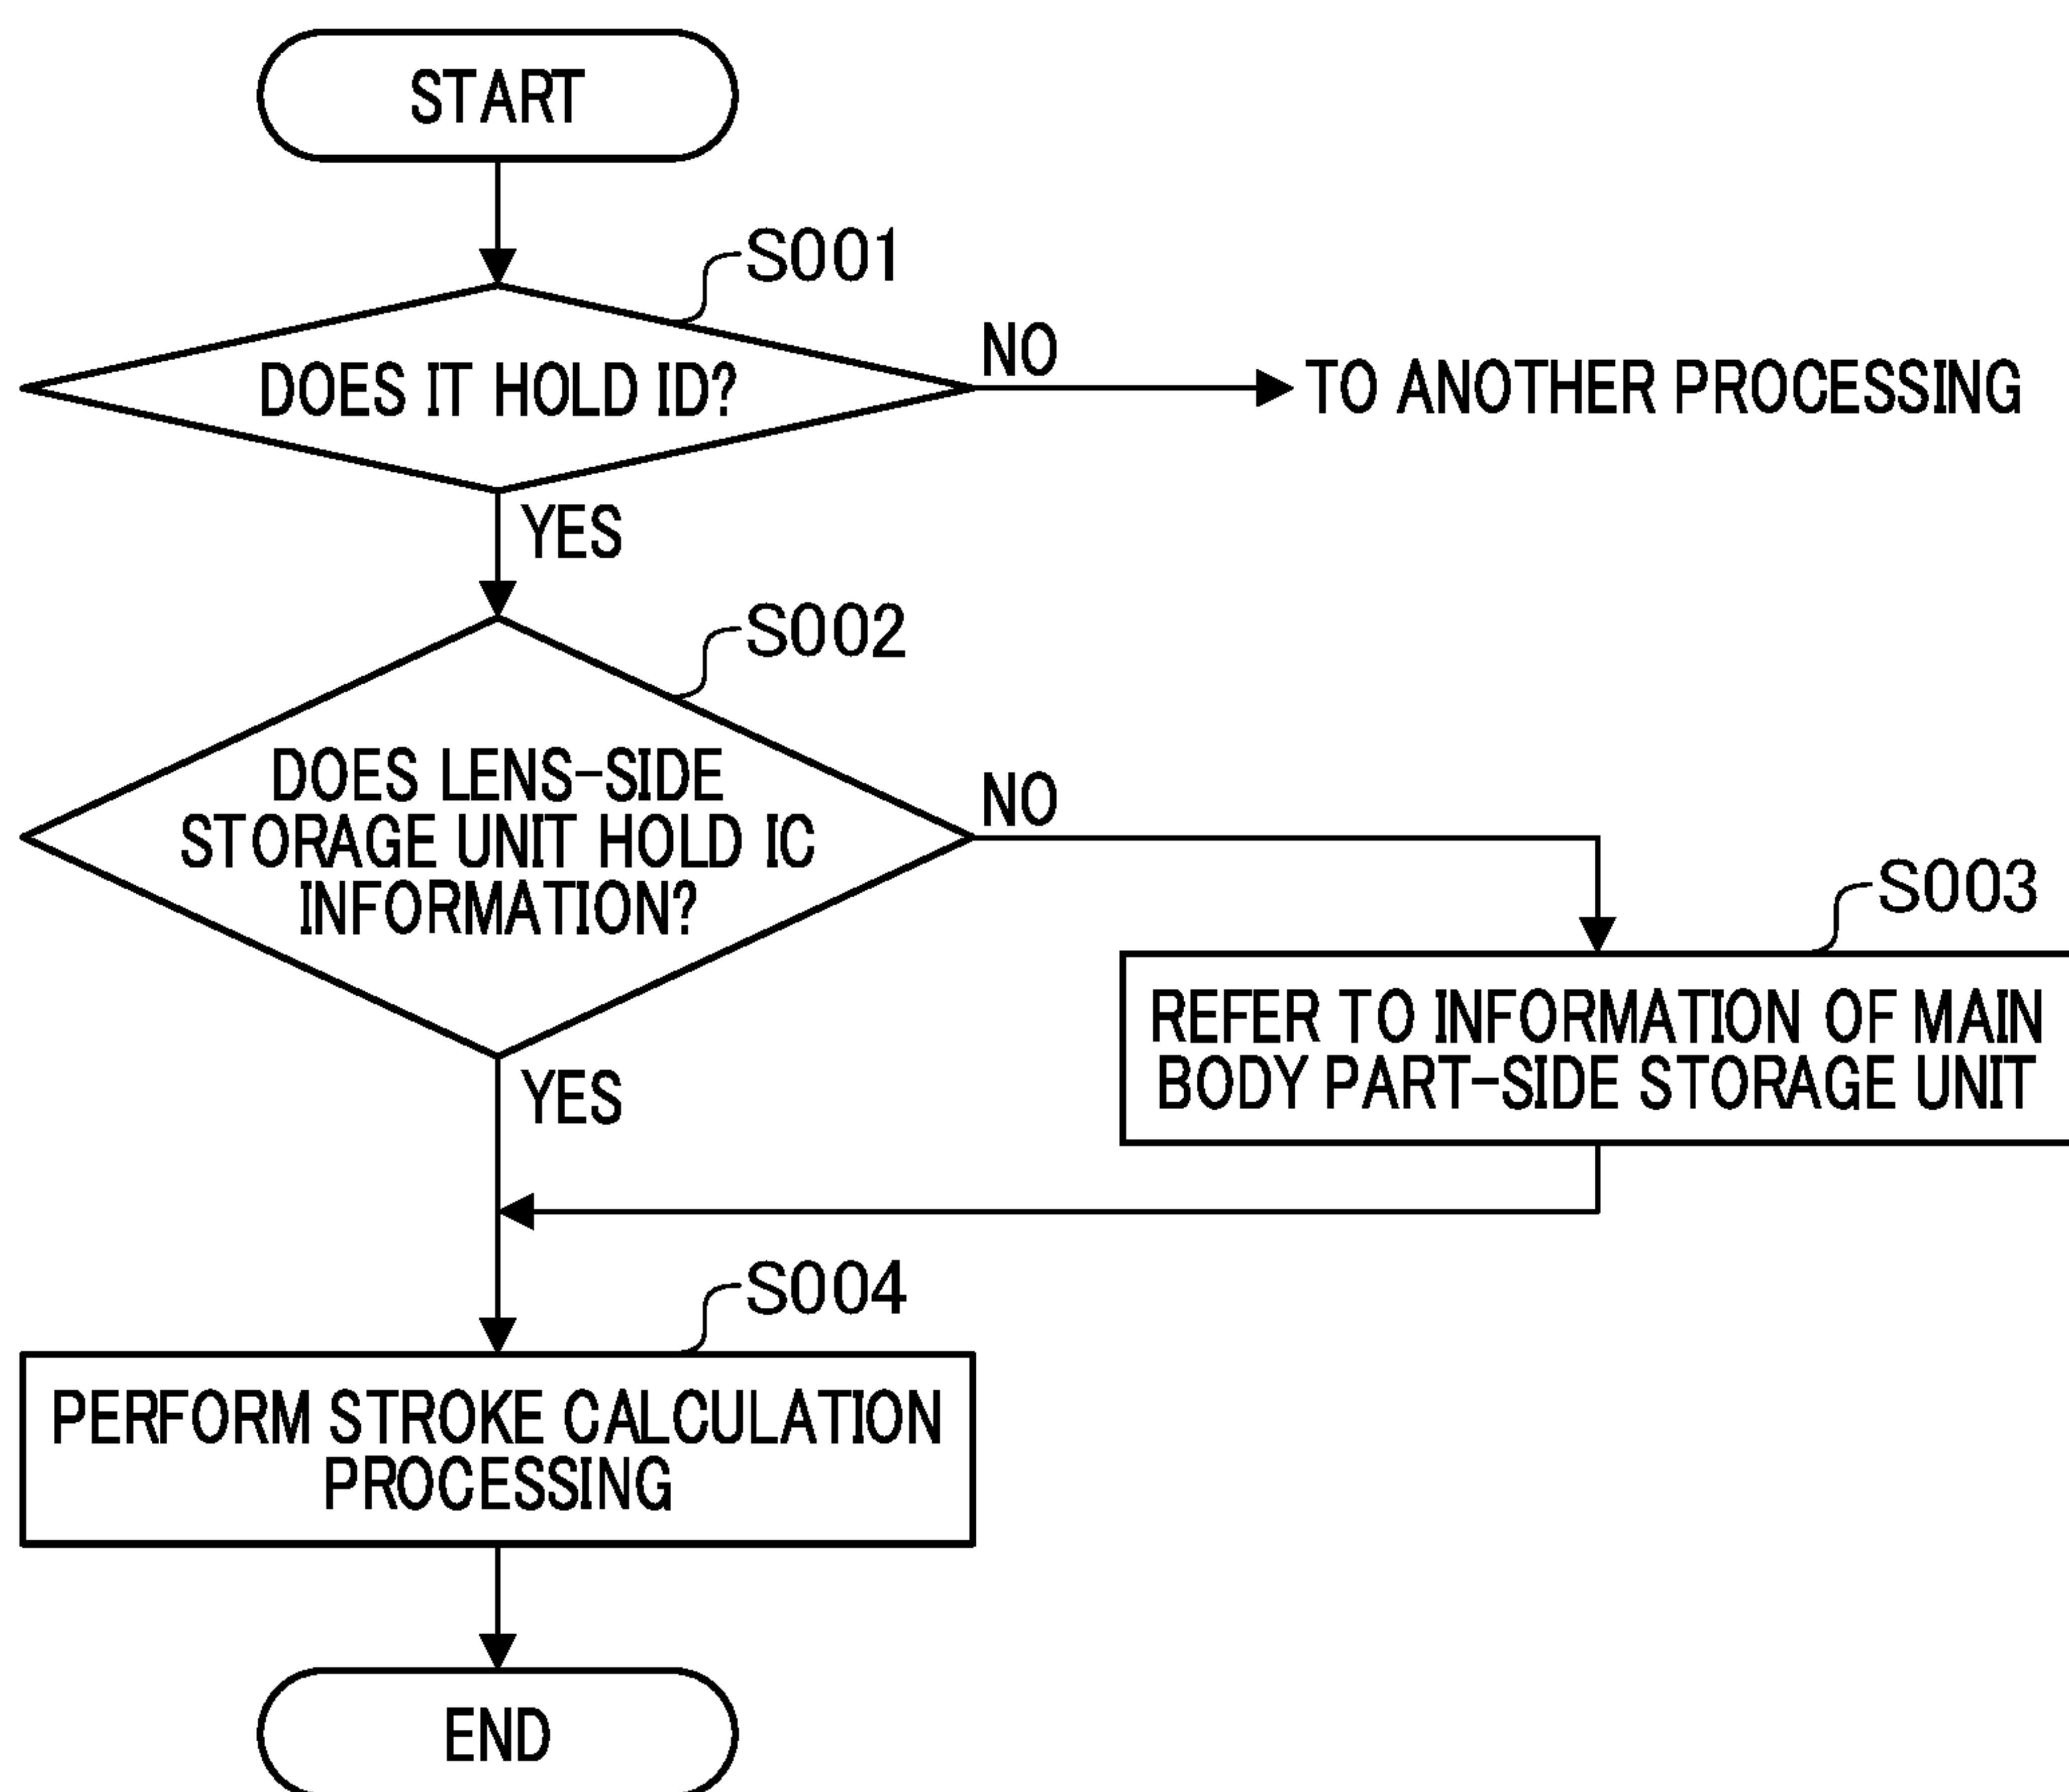 START
S001
DOES IT HOLD ID?
NO
TO ANOTHER PROCESSING
YES
S002
DOES LENS-SIDE
STORAGE UNIT HOLD IC
INFORMATION?
NO
S003
REFER TO INFORMATION OF MAIN
BODY PART-SIDE STORAGE UNIT
YES
S004
PERFORM STROKE CALCULATION
PROCESSING
END